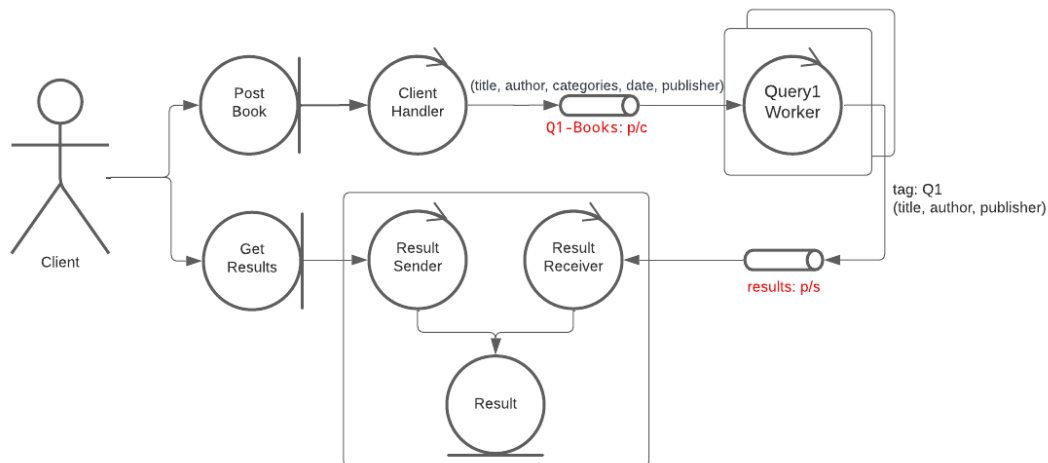 Post
Book
Client
Handler
(title, author, categories, date, publisher)
Q1-Books: p/c
Query1
Worker
tag: Q1
(title, author, publisher)
Client
Get
Results
Result
Sender
Result
Receiver
results: p/s
Result